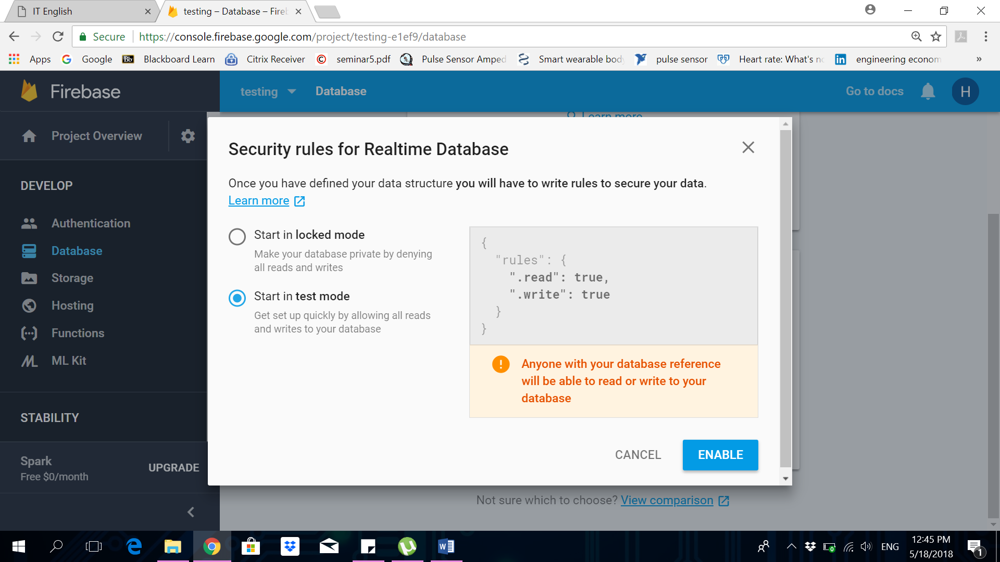 IT English
testing – Database – Fire
Secure
https://console.firebase.google.com/project/testing-e1ef9/database
Apps
Google
Bb
Blackboard Learn
Citrix Receiver
seminar5.pdf
Pulse Sensor Amped
Smart wearable bod
pulse sensor
Heart rate: What's n
in
engineering econom
»
Firebase
testing
Database
Go to docs
H
Learn more
Project Overview
DEVELOP
Authentication
Database
Storage
Hosting
Functions
ML Kit
STABILITY
Spark
Free $0/month
UPGRADE
Security rules for Realtime Database
Once you have defined your data structure you will have to write rules to secure your data.
Learn more
Start in locked mode
Make your database private by denying
all reads and writes
Start in test mode
Get set up quickly by allowing all reads
and writes to your database
{
"rules": {
".read": true,
".write": true
}
}
Anyone with your database reference
will be able to read or write to your
database
CANCEL
ENABLE
Not sure which to choose? View comparison
ENG
12:45 PM
5/18/2018
1